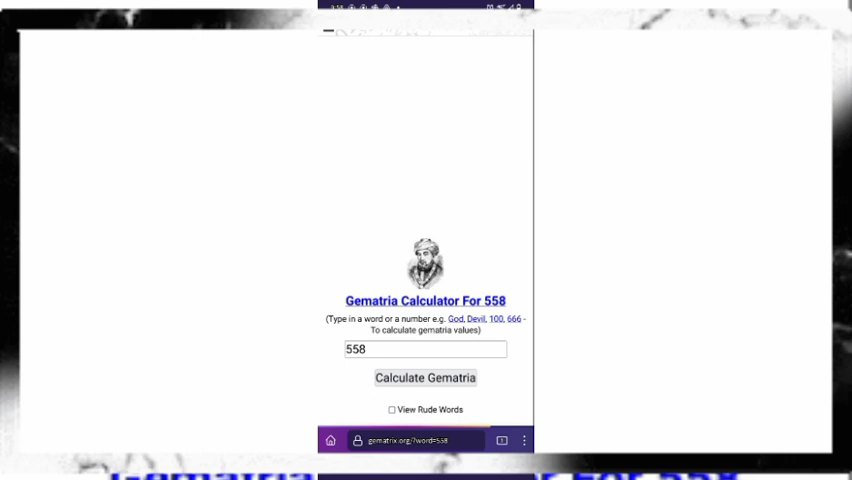 Gematria Calculator For 558
(Type in a word or a number e.g. God, Devil, 100, 666 -
To calculate gematria values)
558
Calculate Gematria
View Rude Words
gematrix.org/?word=558
1